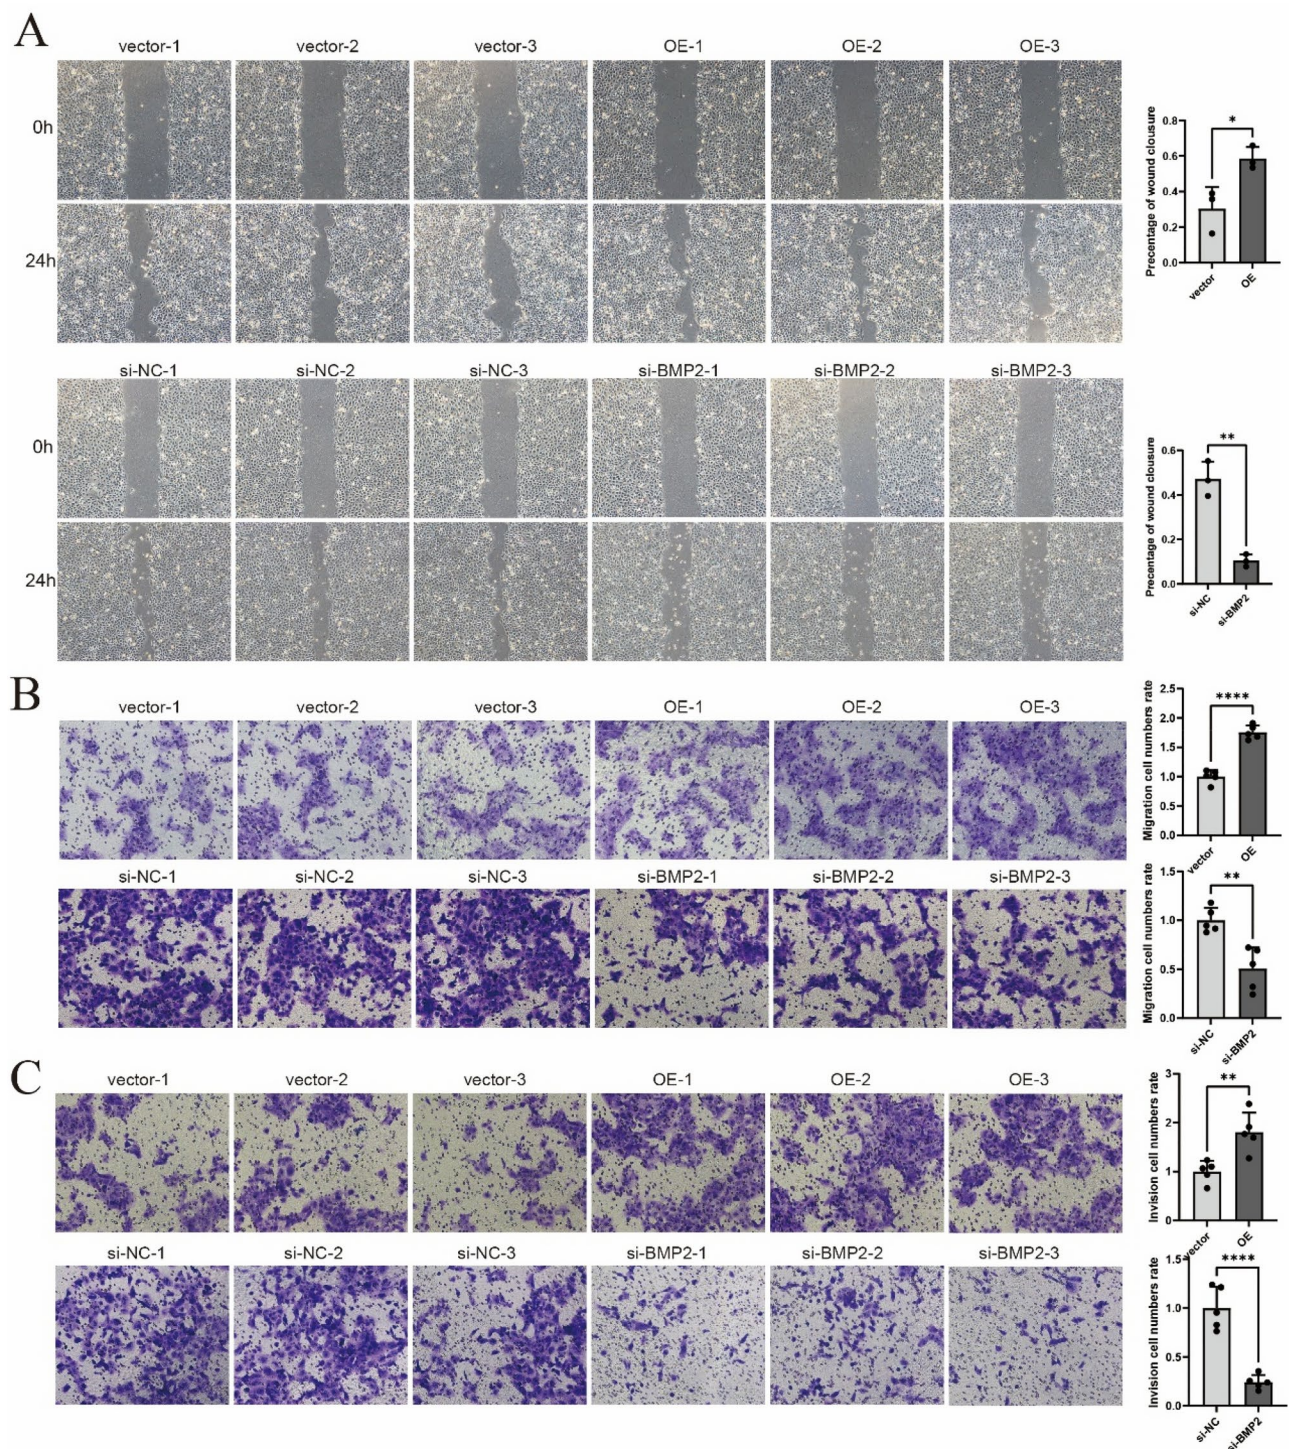 A
vector-1 vector-2 vector-3 OE-1 OE-2 OE-3
0h
24h
Precentage of wound clousure
0.8
0.6
0.4
0.2
0.0
*
vector OE
si-NC-1 si-NC-2 si-NC-3 si-BMP2-1 si-BMP2-2 si-BMP2-3
0h
24h
Precentage of wound clousure
0.6
0.4
0.2
0.0
**
si-NC si-BMP2
B
vector-1 vector-2 vector-3 OE-1 OE-2 OE-3
Migration cell numbers rate
2.5
2.0
1.5
1.0
0.5
0.0
****
vector OE
si-NC-1 si-NC-2 si-NC-3 si-BMP2-1 si-BMP2-2 si-BMP2-3
Migration cell numbers rate
1.5
1.0
0.5
0.0
**
si-NC si-BMP2
C
vector-1 vector-2 vector-3 OE-1 OE-2 OE-3
Invision cell numbers rate
3
2
1
0
**
vector OE
si-NC-1 si-NC-2 si-NC-3 si-BMP2-1 si-BMP2-2 si-BMP2-3
Invision cell numbers rate
1.5
1.0
0.5
0.0
****
si-NC si-BMP2